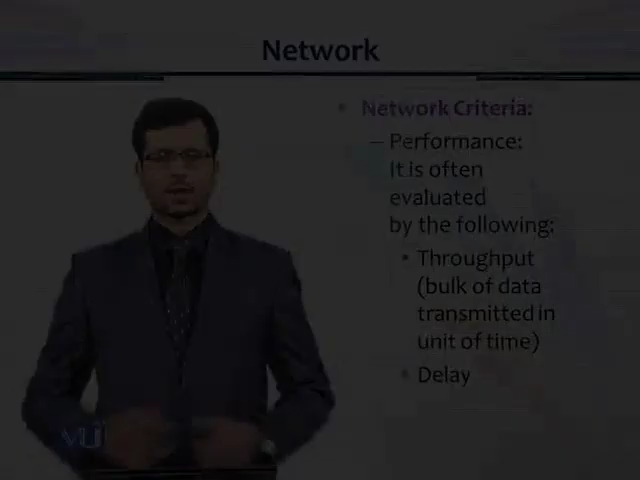 Network
• Network Criteria:
– Performance:
It is often
evaluated
by the following:
• Throughput
(bulk of data
transmitted in
unit of time)
• Delay
VU